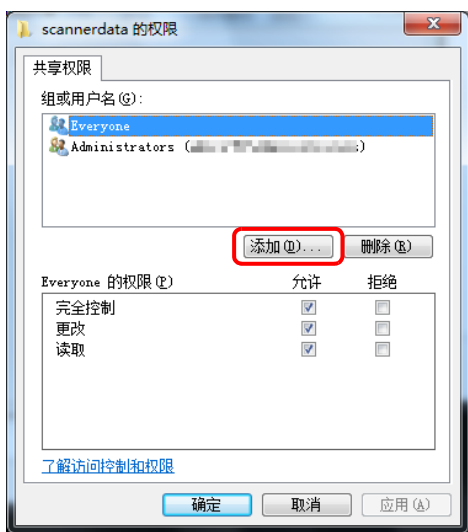 scannerdata 的权限
共享权限
组或用户名(G):
Everyone
Administrators (
添加(D)... 删除(R)
Everyone 的权限(P) 允许 拒绝
完全控制
更改
读取
了解访问控制和权限
确定 取消 应用(A)